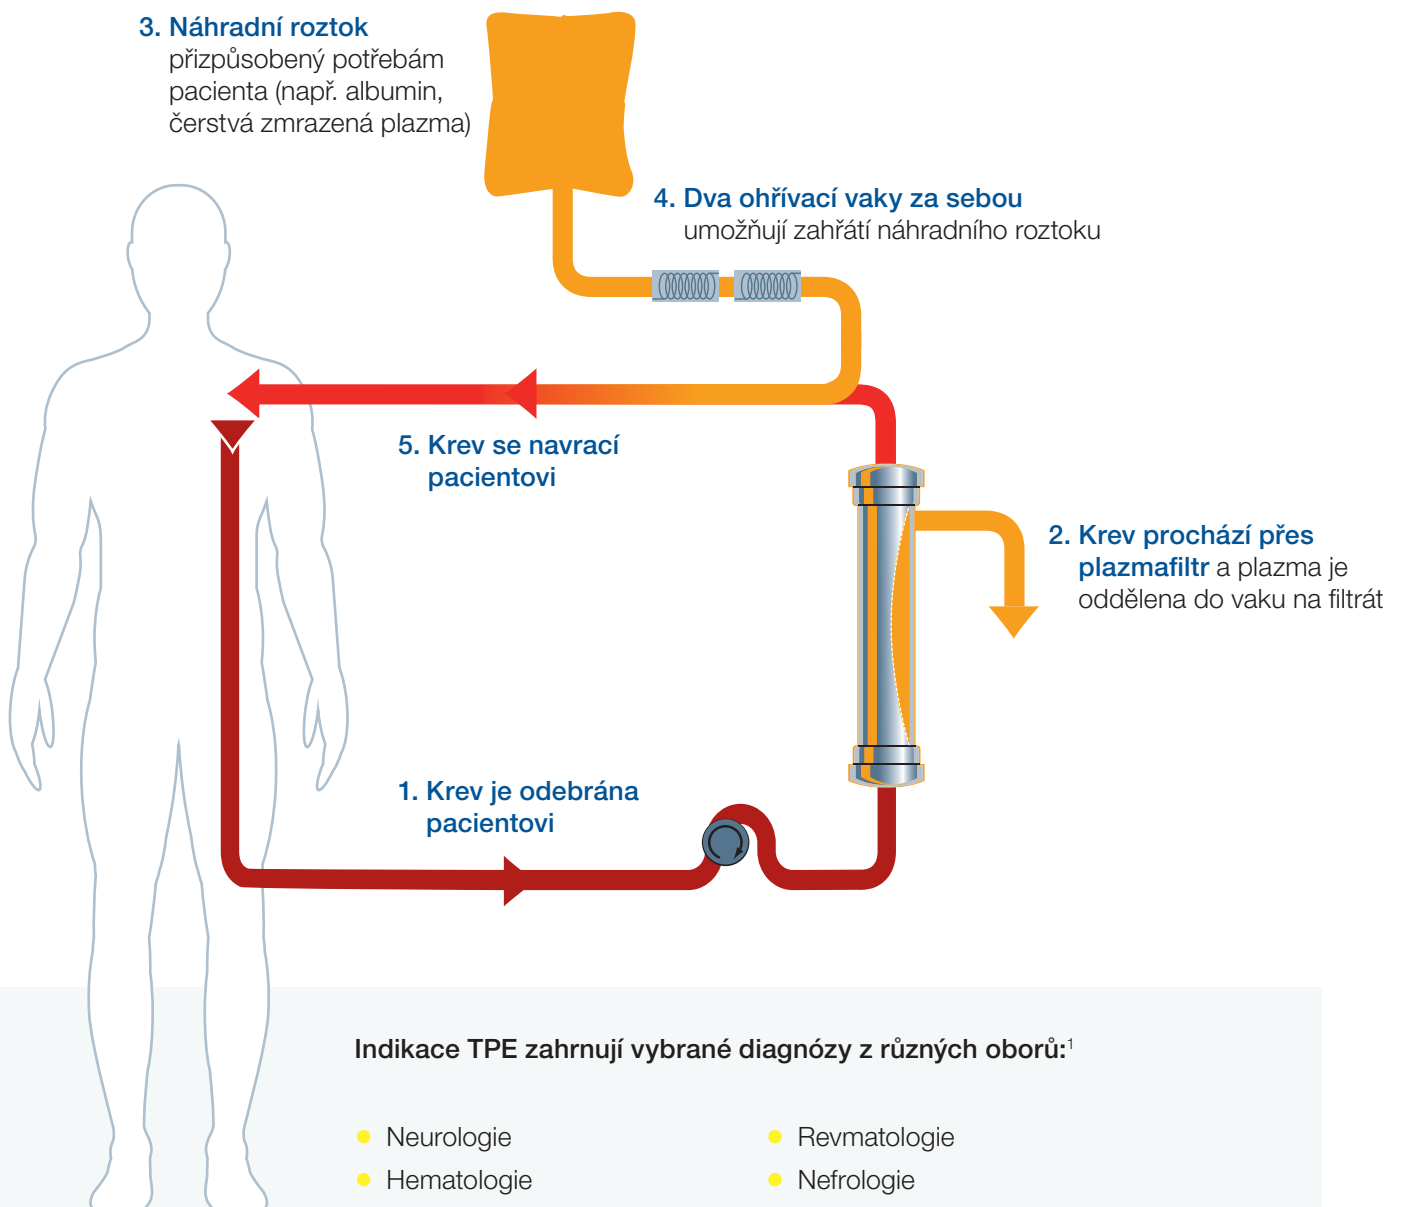 3. Náhradní roztok
přizpůsobený potřebám
pacienta (např. albumin,
čerstvá zmrazená plazma)
4. Dva ohřívací vaky za sebou
umožňují zahřátí náhradního roztoku
5. Krev se navrací
pacientovi
2. Krev prochází přes
plazmafiltr a plazma je
oddělena do vaku na filtrát
1. Krev je odebrána
pacientovi
Indikace TPE zahrnují vybrané diagnózy z různých oborů:1
Neurologie
Hematologie
Revmatologie
Nefrologie